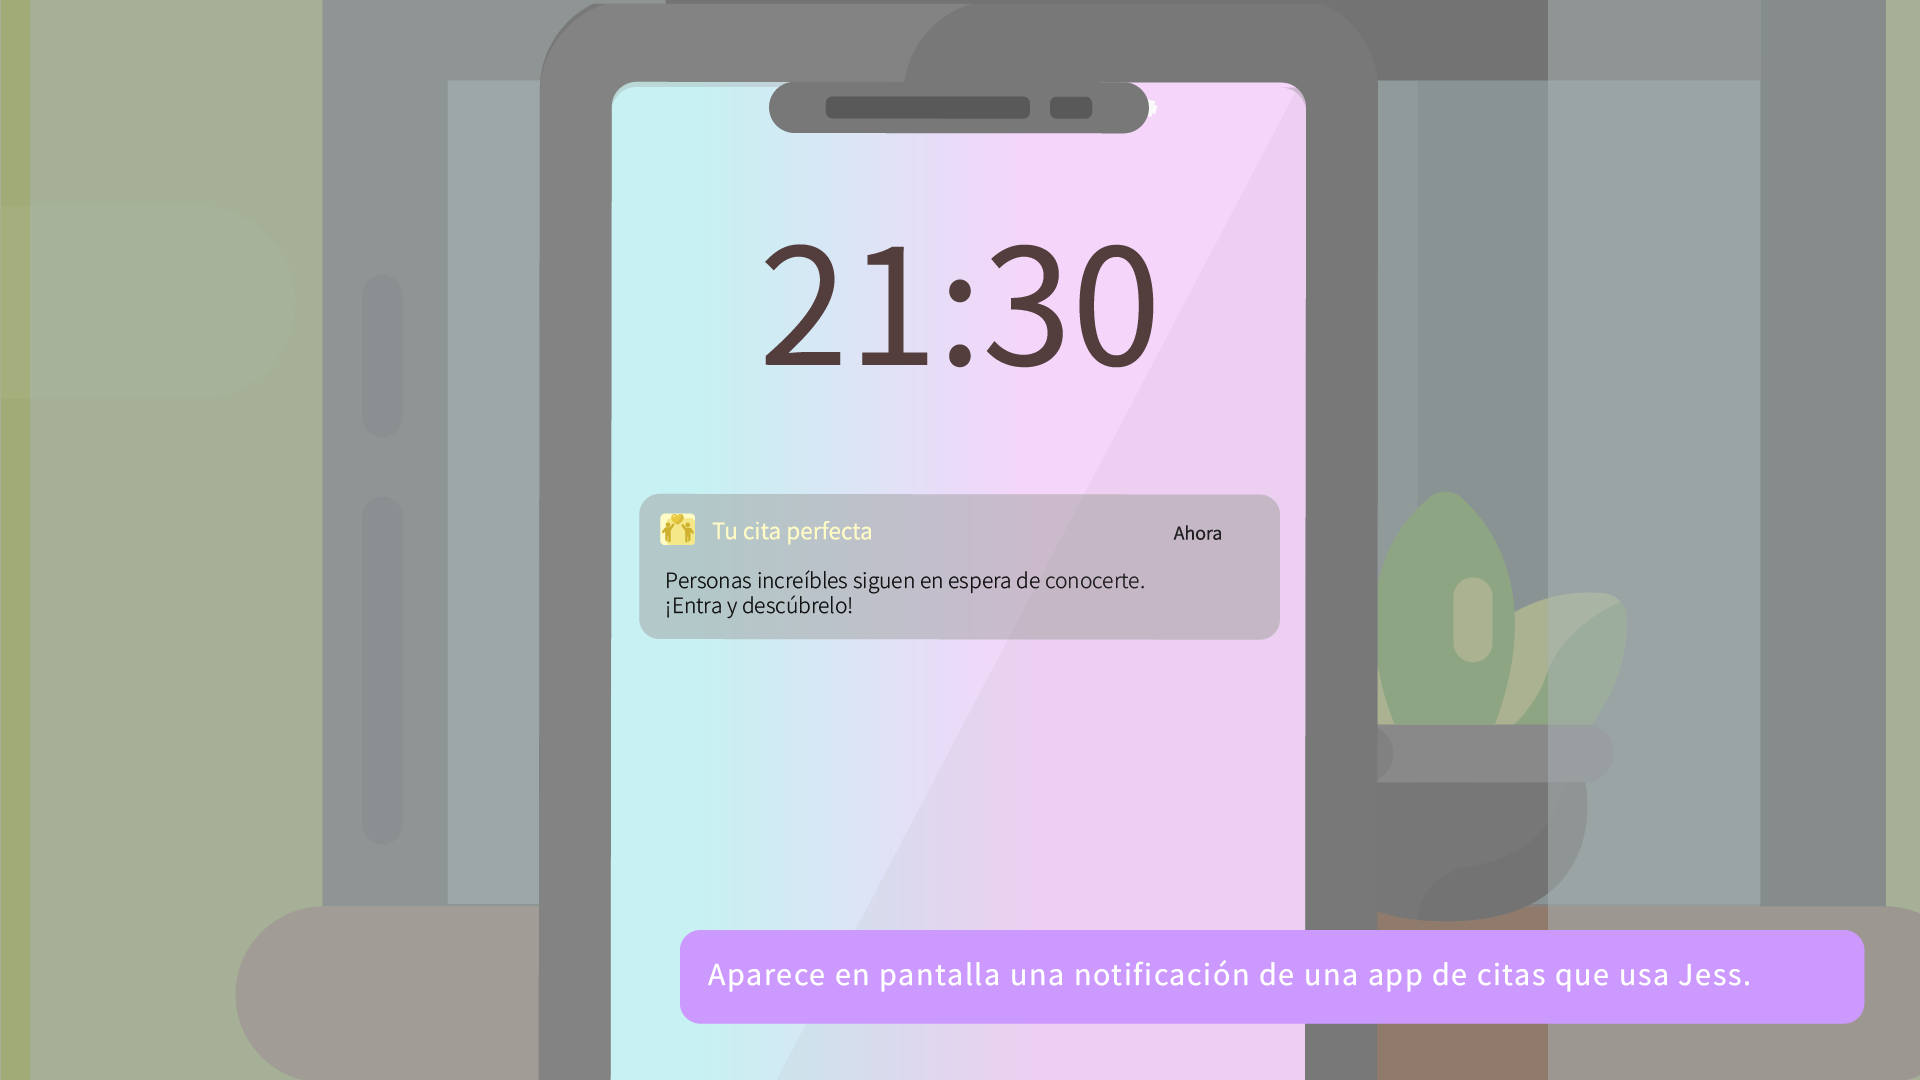 21:30
Tu cita perfecta
Ahora
Personas increíbles siguen en espera de conocerte.
¡Entra y descúbrelo!
Aparece en pantalla una notificación de una app de citas que usa Jess.